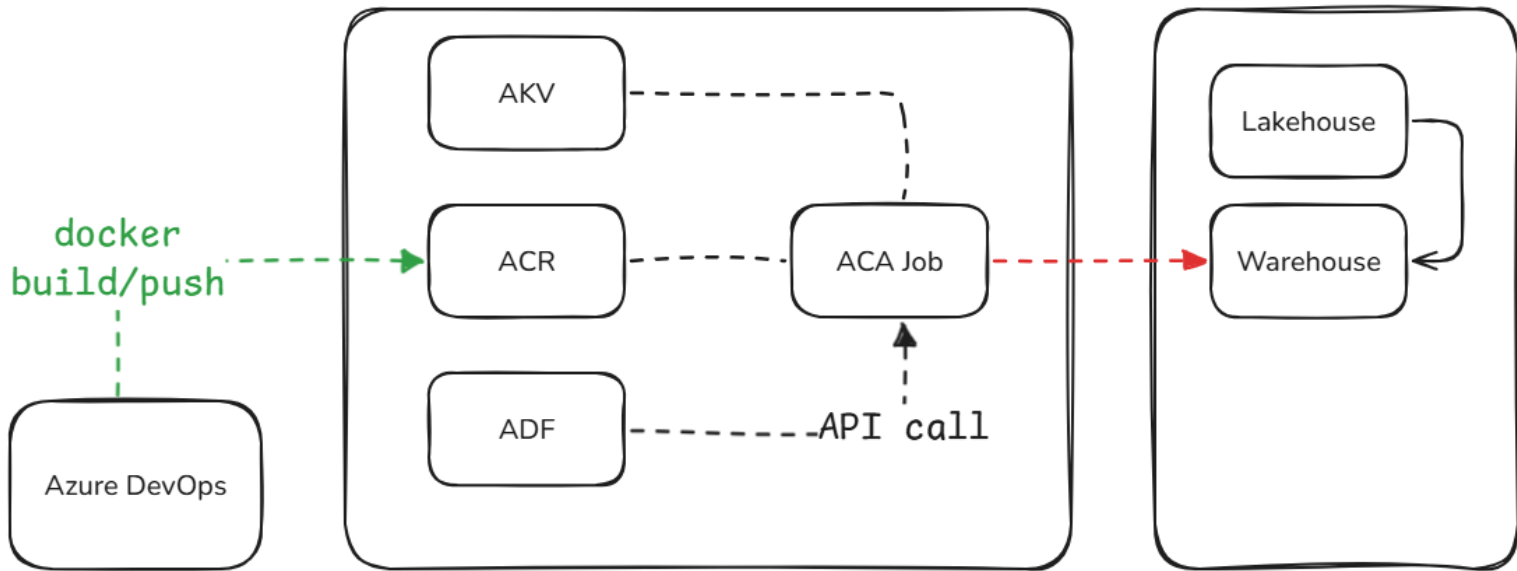 AKV
Lakehouse
docker
build/push
ACR
ACA Job
Warehouse
ADF
API call
Azure DevOps